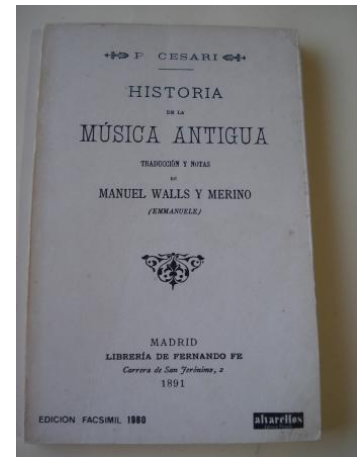 P CESARI
HISTORIA
DE LA
MÚSICA ANTIGUA
TRADUCCIÓN Y NOTAS
DE
MANUEL WALLS Y MERINO
(EMMANUELE)
MADRID
LIBRERÍA DE FERNANDO FE
Carrera de San Jerónimo, 2
1891
EDICION FACSIMIL 1980
alvarellos